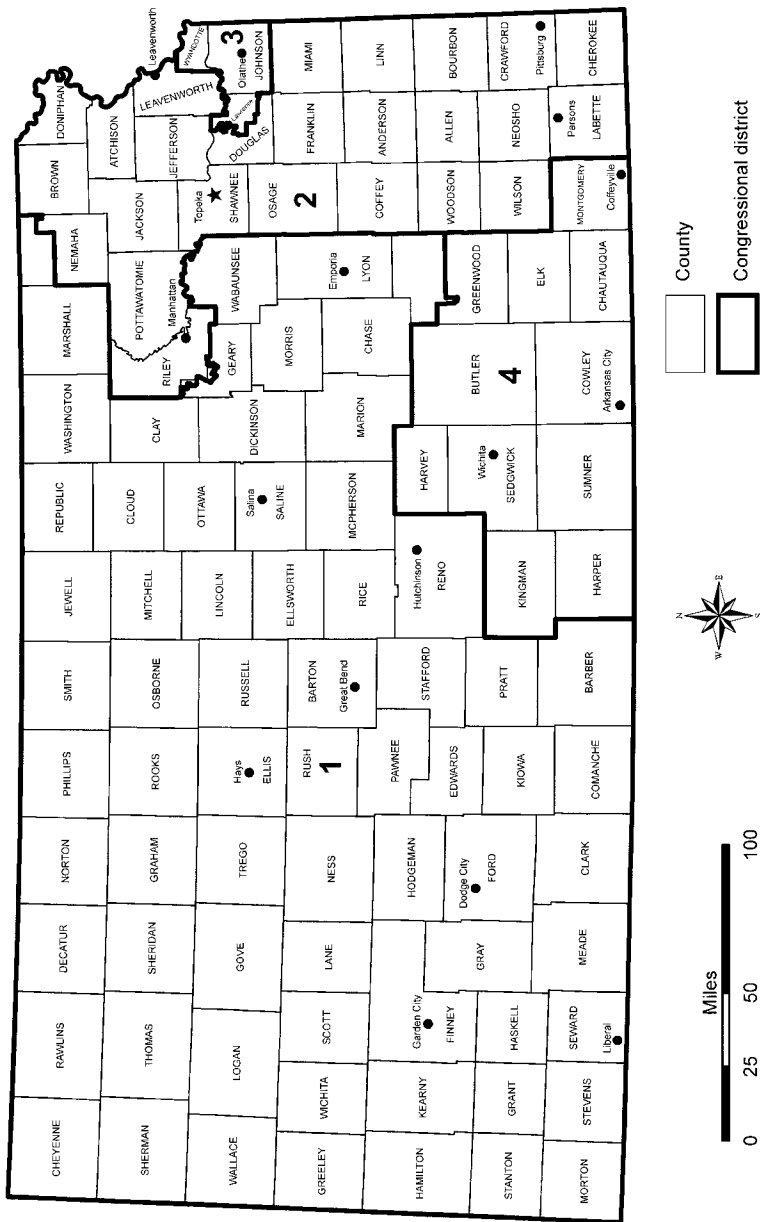 CHEYENNE
RAWLINS
DECATUR
NORTON
PHILLIPS
SMITH
JEWELL
REPUBLIC
WASHINGTON
MARSHALL
NEMAHA
BROWN
DONIPHAN
SHERMAN
THOMAS
SHERIDAN
GRAHAM
ROOKS
OSBORNE
MITCHELL
CLOUD
CLAY
RILEY
Manhattan
POTTAWATOMIE
JACKSON
ATCHISON
JEFFERSON
LEAVENWORTH
Leavenworth
WYANDOTTE
WALLACE
LOGAN
GOVE
TREGO
Hays
ELLIS
RUSSELL
LINCOLN
OTTAWA
Salina
SALINE
DICKINSON
GEARY
WABAUNSEE
Topeka
SHAWNEE
DOUGLAS
Lawrence
3
Olathe
JOHNSON
GREELEY
WICHITA
SCOTT
LANE
NESS
RUSH
1
BARTON
Great Bend
ELLSWORTH
RICE
MCPHERSON
MARION
MORRIS
CHASE
Emporia
LYON
OSAGE
2
COFFEY
FRANKLIN
MIAMI
ANDERSON
LINN
HAMILTON
KEARNY
Garden City
FINNEY
HODGEMAN
PAWNEE
STAFFORD
Hutchinson
RENO
HARVEY
BUTLER
4
GREENWOOD
WOODSON
ALLEN
BOURBON
STANTON
GRANT
HASKELL
GRAY
Dodge City
FORD
EDWARDS
KIOWA
PRATT
KINGMAN
Wichita
SEDGWICK
ELK
WILSON
NEOSHO
CRAWFORD
Pittsburg
MORTON
STEVENS
SEWARD
Liberal
MEADE
CLARK
COMANCHE
BARBER
HARPER
SUMNER
COWLEY
Arkansas City
CHAUTAUQUA
MONTGOMERY
Coffeyville
Parsons
LABETTE
CHEROKEE
Miles
0 25 50 100
N
W E
S
County
Congressional district